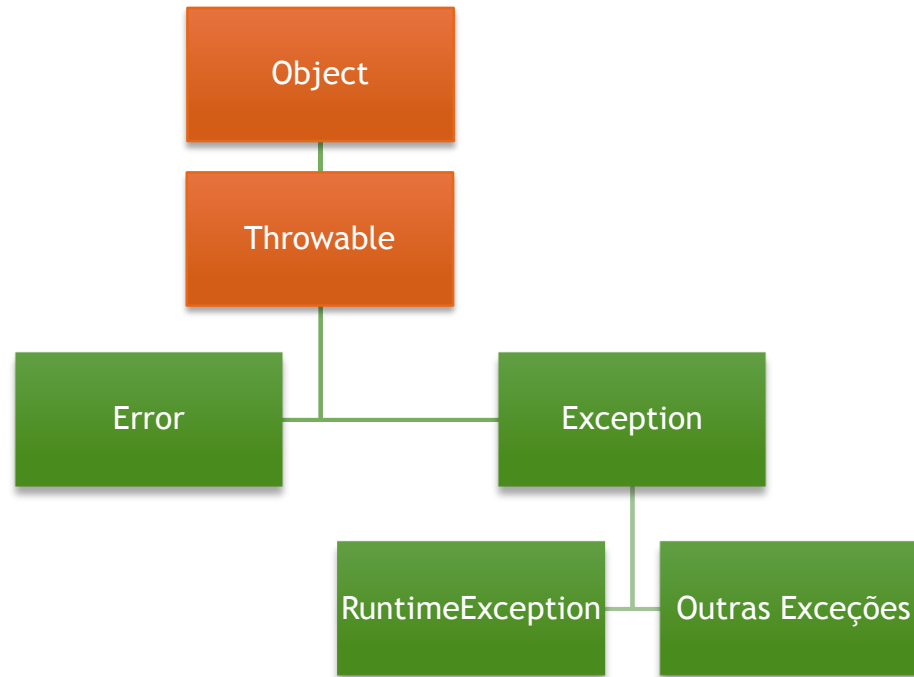 Object
Throwable
Error
Exception
RuntimeException
Outras Exceções